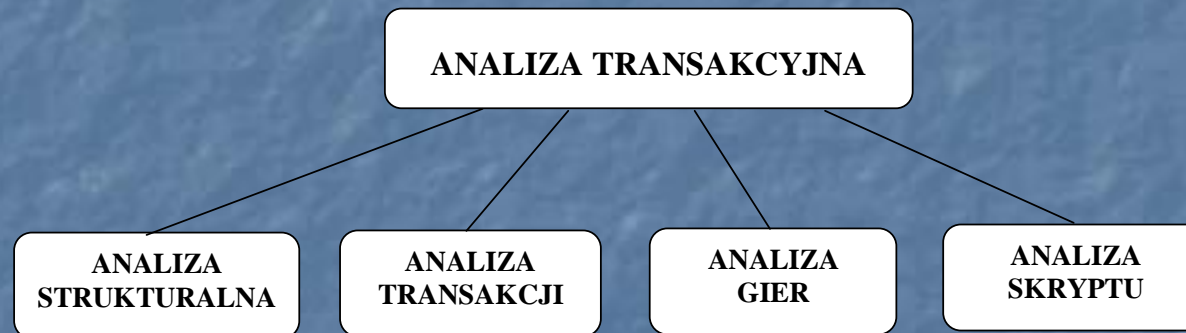 ANALIZA TRANSAKCYJNA
ANALIZA
STRUKTURALNA
ANALIZA
TRANSAKCJI
ANALIZA
GIER
ANALIZA
SKRYPTU